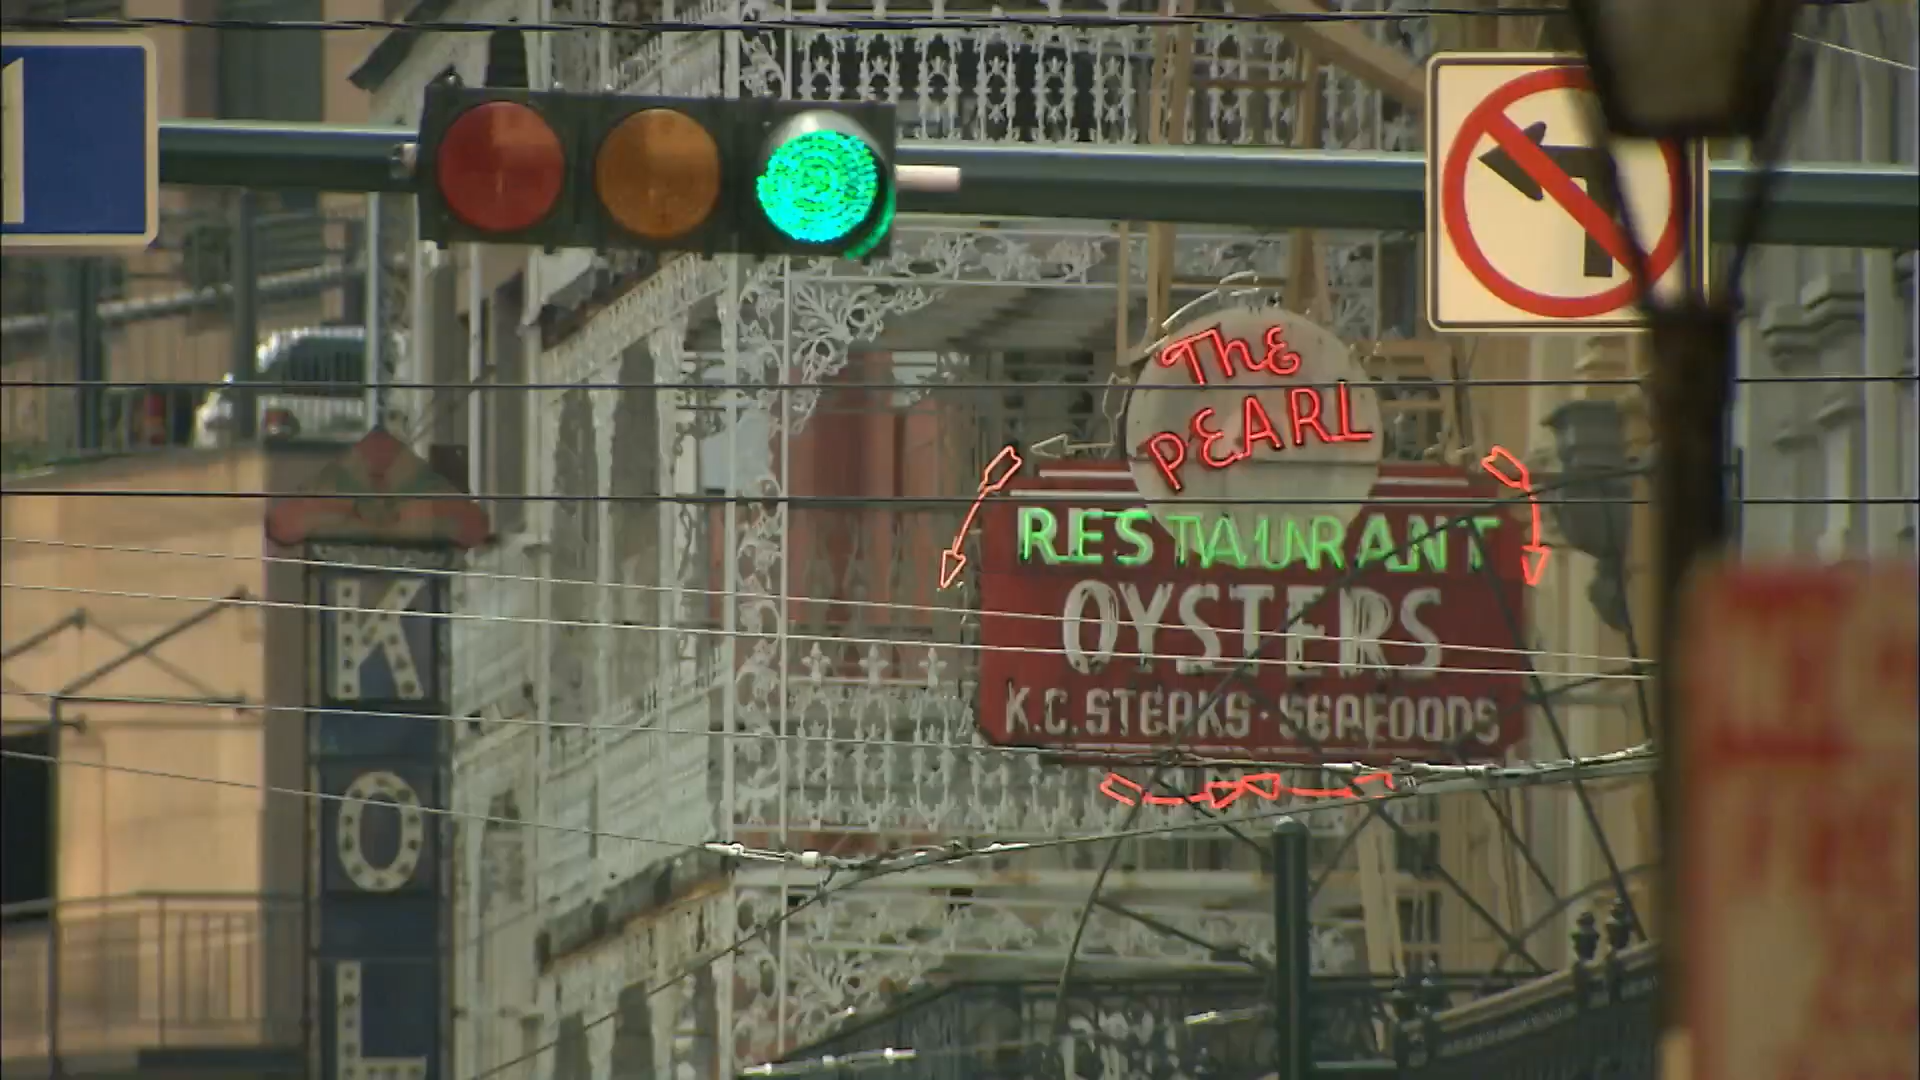 The
PEARL
RESTAURANT
OYSTERS
K.C. STEAKS · SEAFOODS
K
O
L